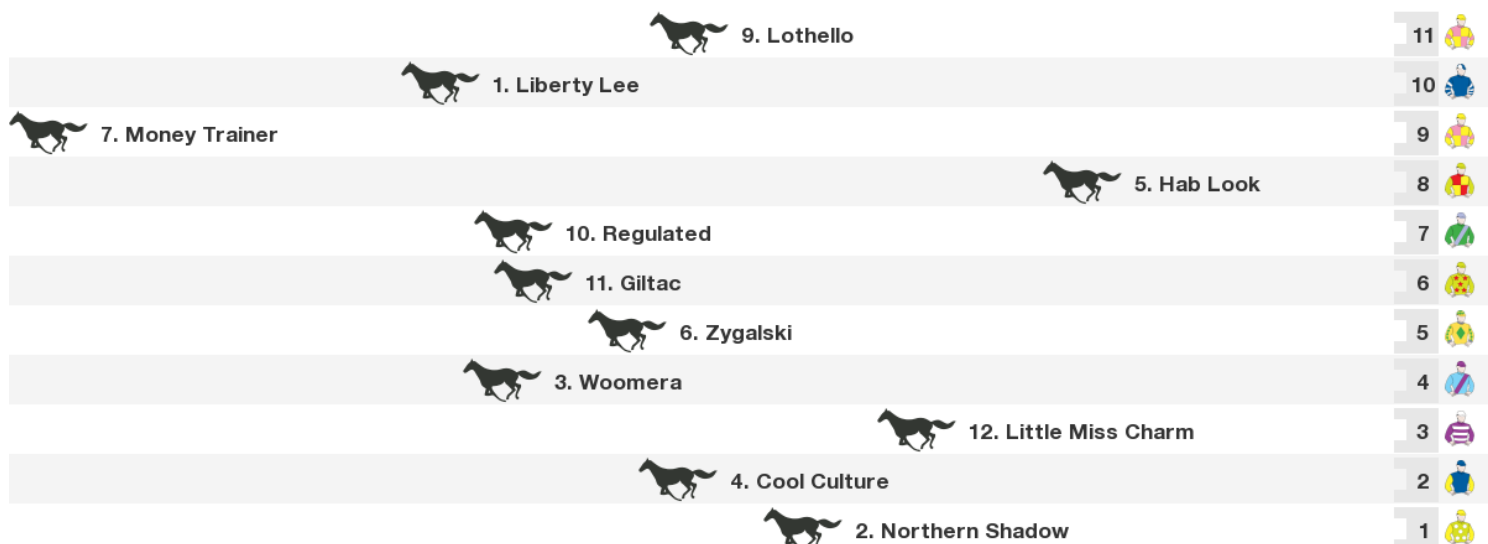 9. Lothello 11
1. Liberty Lee 10
7. Money Trainer 9
5. Hab Look 8
10. Regulated 7
11. Giltac 6
6. Zygalski 5
3. Woomera 4
12. Little Miss Charm 3
4. Cool Culture 2
2. Northern Shadow 1